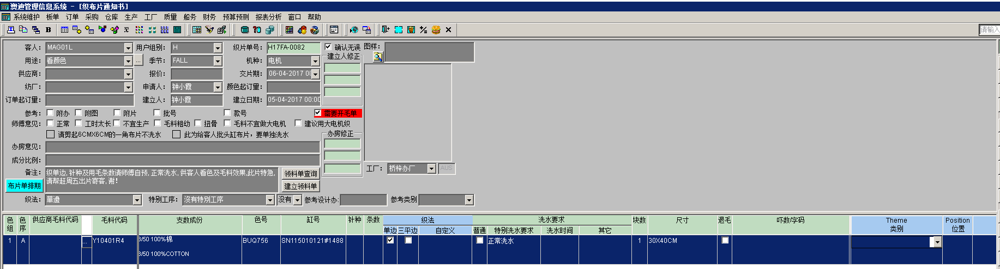 澳迪管理信息系统 - [织布片通知书]
系统维护 板单 订单 采购 仓库 生产 工厂 质量 船务 财务 预算预测 报表分析 窗口 帮助
请输入
客人: MAG01L 用户组别: H 织片单号: H17FA-0082 确认无误 图样:
用途: 看颜色 ... 季节: FALL 机种: 电机 建立人修正
供应商: 报价: 交片期: 06-04-2017 00
纺厂: 申请人: 钟小霞 颜色起订量:
订单起订量: 建立人: 钟小霞 建立日期: 05-04-2017 00:00
参考: 附办 附图 附片 批号 款号 需要开毛单
师傅意见: 正常 工时太长 不宜生产 毛料粗幼 扭骨 毛料不宜做大电机 建议用大电机织
请剪起6CMX6CM的一角布片不洗水 此为给客人批头缸布片，要单独洗水 办房修正
办房意见:
成分比例:
工厂: 桥梓办厂 AUS
备注: 织单边, 针种及用毛条数请师傅自预, 正常洗水, 供客人看色及毛料效果,此片特急, 领料单查询
请帮赶周五出片寄客, 谢!
布片单排期 建立领料单
织法: 單邊 特别工序: 沒有特別工序 没有 参考设计办: 参考类别
色组 色序 供应商毛料代码 毛料代码 支数成份 色号 缸号 针种 条数 织法 洗水要求 块数 尺寸 退毛 吓数/字码 Theme 类别 Position 位置
单边 三平边 自定义 普通 特别洗水要求 洗水时间 其它
1 A ... Y10401R4 3/50 100%棉 BUQ756 SN115010121#1488 正常洗水 1 30X40CM
3/50 100%COTTON